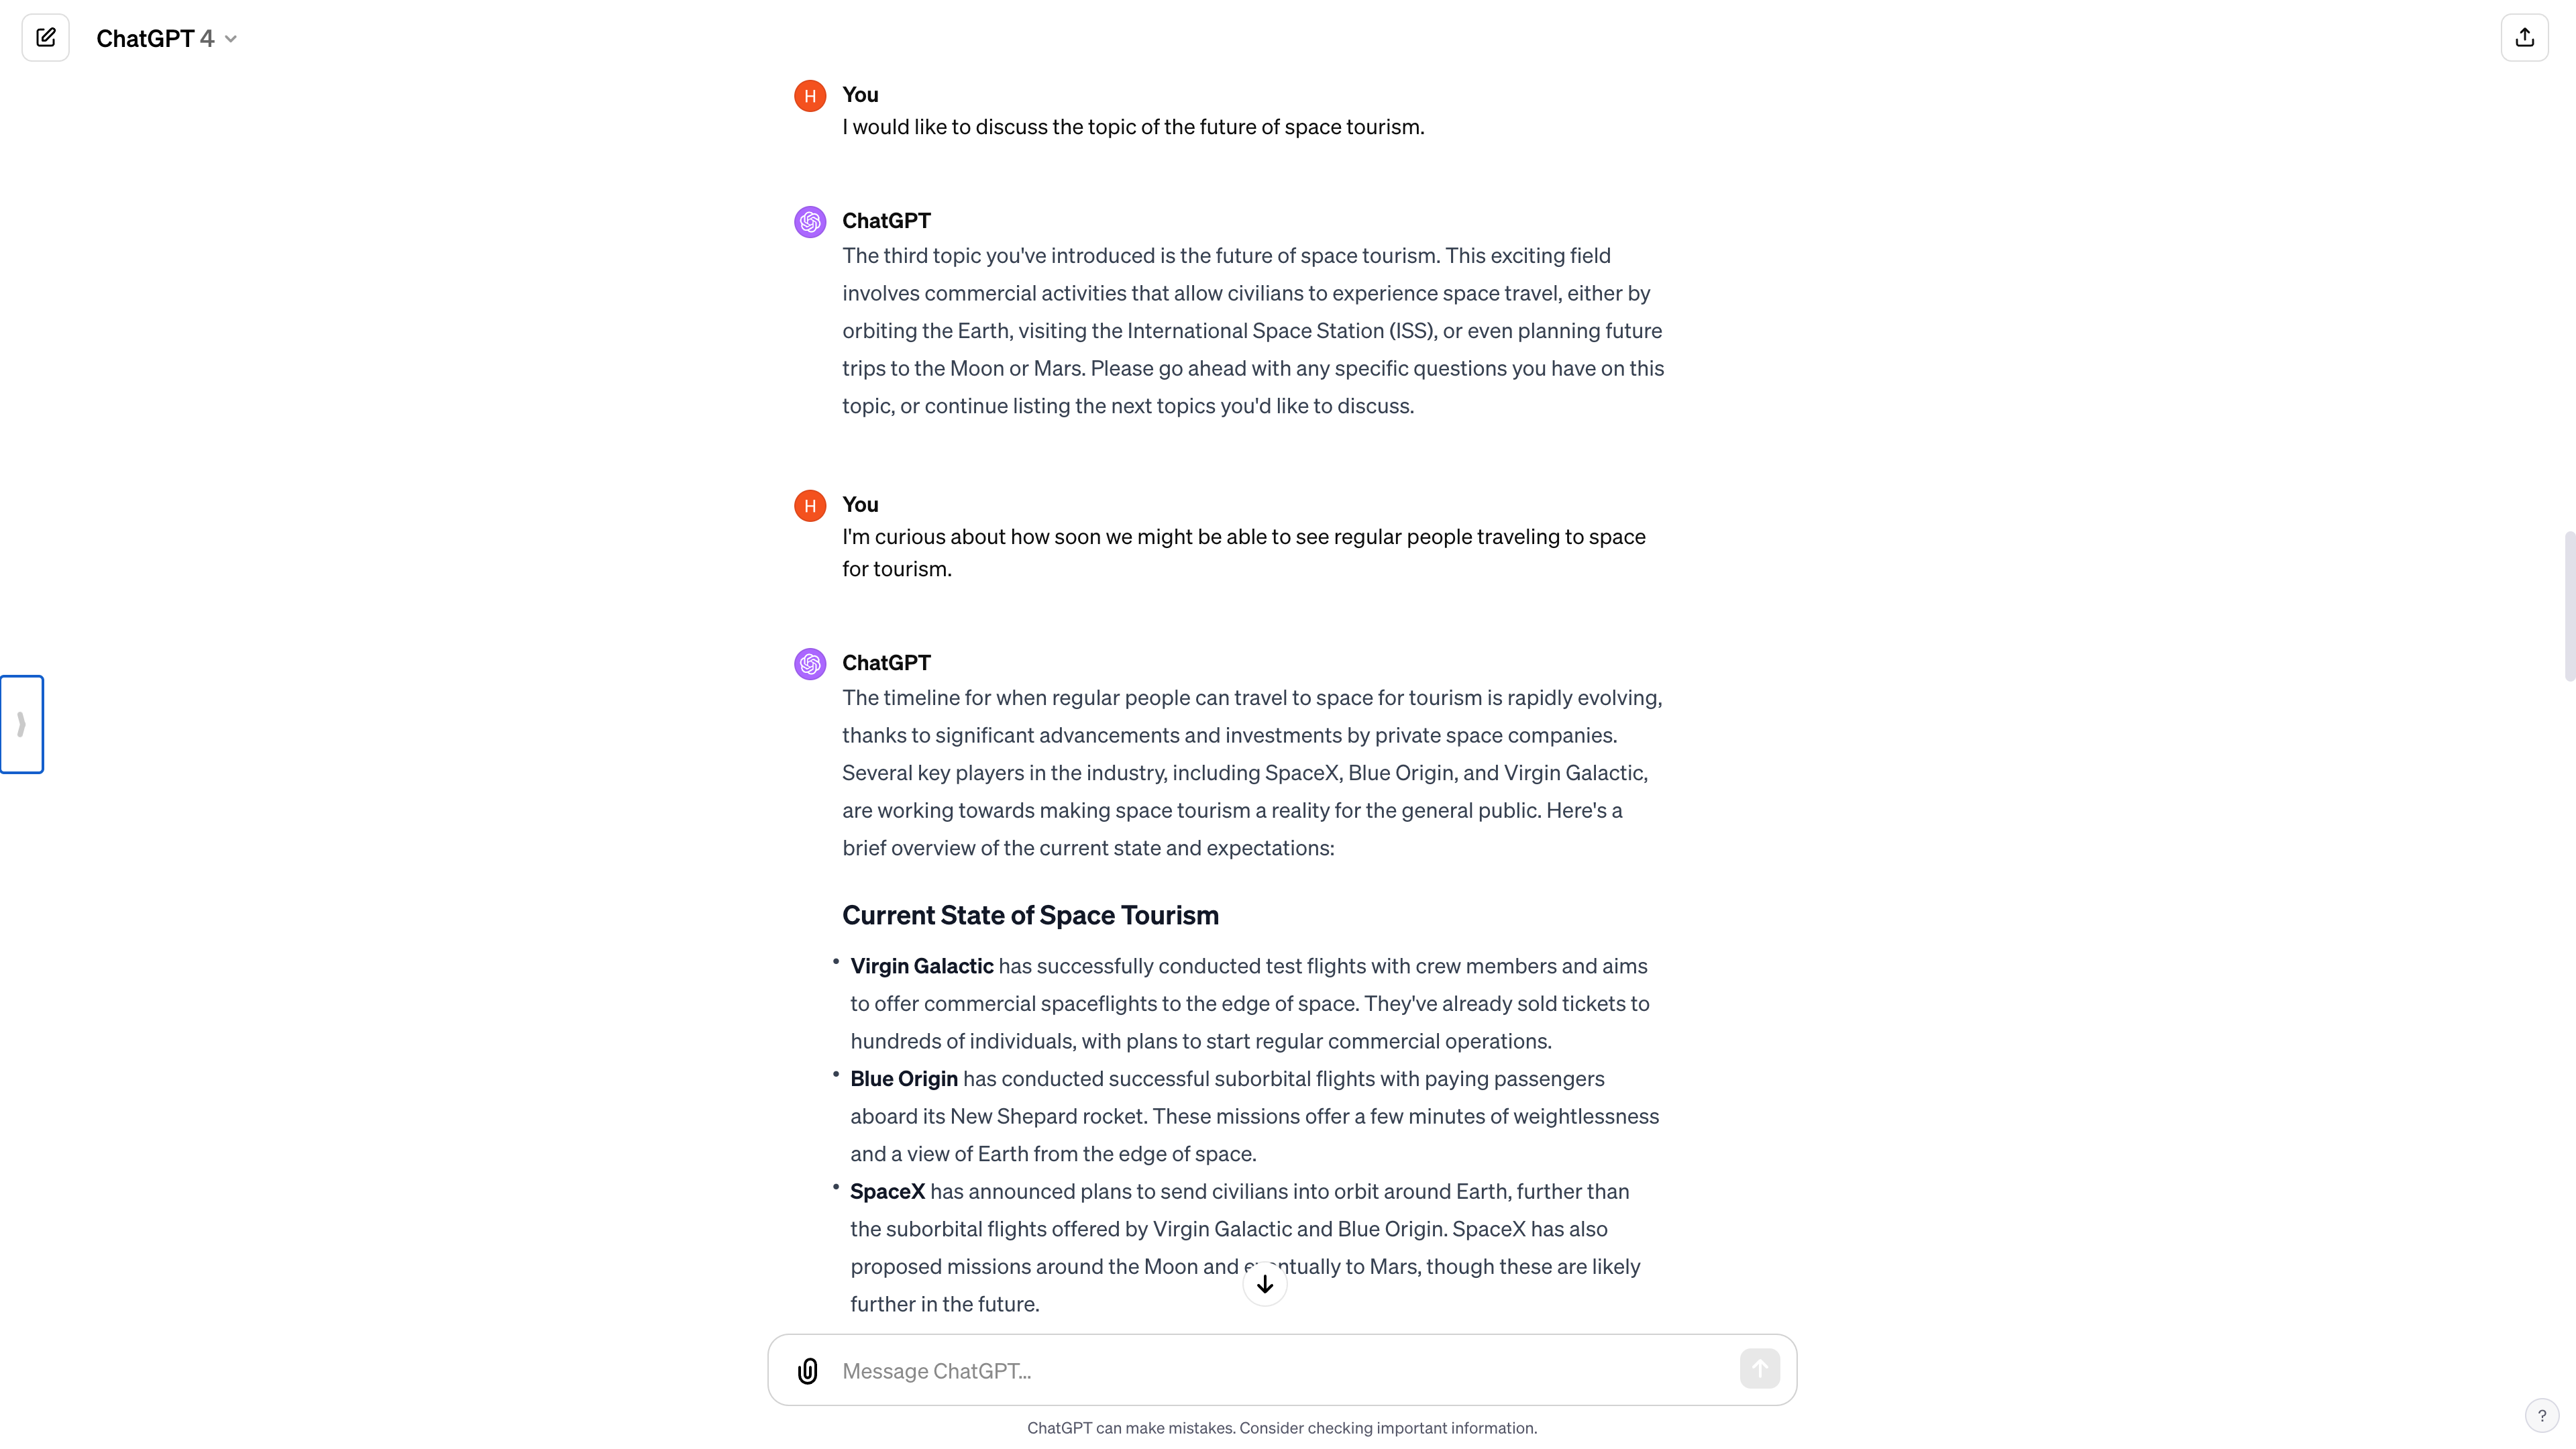 ChatGPT 4
H
You
I would like to discuss the topic of the future of space tourism.
ChatGPT
The third topic you've introduced is the future of space tourism. This exciting field
involves commercial activities that allow civilians to experience space travel, either by
orbiting the Earth, visiting the International Space Station (ISS), or even planning future
trips to the Moon or Mars. Please go ahead with any specific questions you have on this
topic, or continue listing the next topics you'd like to discuss.
H
You
I'm curious about how soon we might be able to see regular people traveling to space
for tourism.
ChatGPT
The timeline for when regular people can travel to space for tourism is rapidly evolving,
thanks to significant advancements and investments by private space companies.
Several key players in the industry, including SpaceX, Blue Origin, and Virgin Galactic,
are working towards making space tourism a reality for the general public. Here's a
brief overview of the current state and expectations:
Current State of Space Tourism
• Virgin Galactic has successfully conducted test flights with crew members and aims
to offer commercial spaceflights to the edge of space. They've already sold tickets to
hundreds of individuals, with plans to start regular commercial operations.
• Blue Origin has conducted successful suborbital flights with paying passengers
aboard its New Shepard rocket. These missions offer a few minutes of weightlessness
and a view of Earth from the edge of space.
• SpaceX has announced plans to send civilians into orbit around Earth, further than
the suborbital flights offered by Virgin Galactic and Blue Origin. SpaceX has also
proposed missions around the Moon and eventually to Mars, though these are likely
further in the future.
Message ChatGPT...
ChatGPT can make mistakes. Consider checking important information.
?